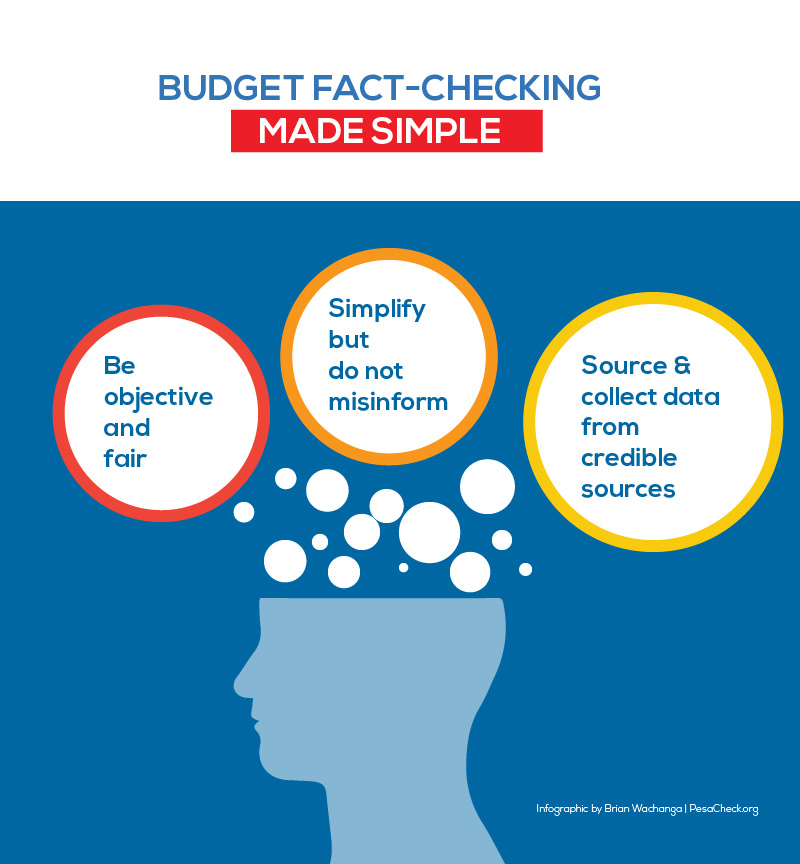 BUDGET FACT-CHECKING
MADE SIMPLE
Be
objective
and
fair
Simplify
but
do not
misinform
Source &
collect data
from
credible
sources
Infographic by Brian Wachanga | PesaCheck.org